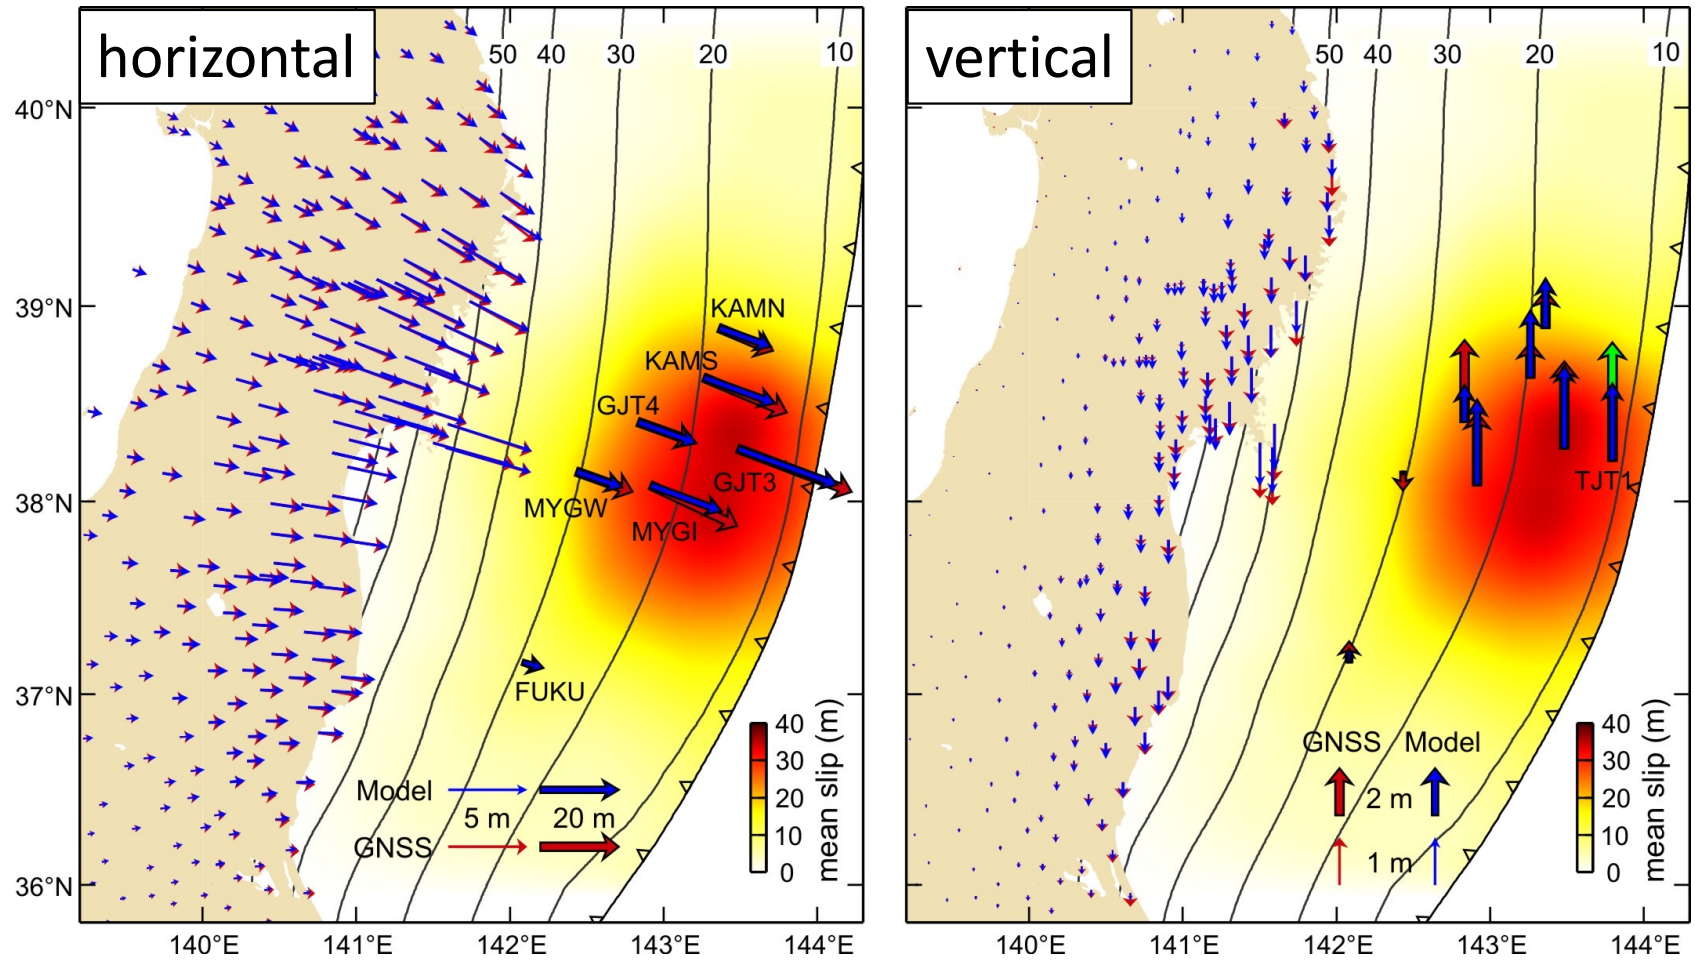 horizontal
50 40 30 20 10
40°N
39°N
38°N
37°N
36°N
KAMN
KAMS
GJT4
GJT3
MYGW
MYGI
FUKU
Model
5 m 20 m
GNSS
40
30
20
10
0
mean slip (m)
140°E 141°E 142°E 143°E 144°E
vertical
50 40 30 20 10
TJT1
GNSS Model
2 m
1 m
40
30
20
10
0
mean slip (m)
140°E 141°E 142°E 143°E 144°E